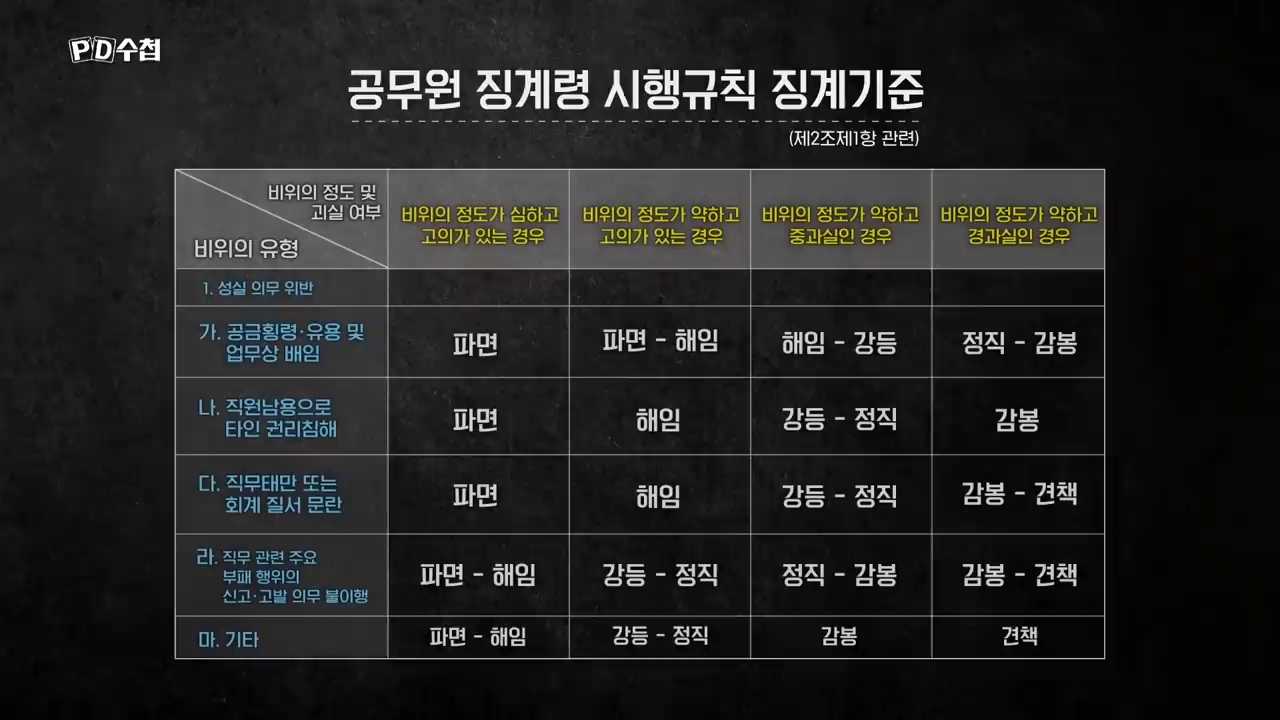 PD수첩
공무원 징계령 시행규칙 징계기준
(제2조제1항 관련)
비위의 정도 및
과실 여부
비위의 유형
비위의 정도가 심하고
고의가 있는 경우
비위의 정도가 약하고
고의가 있는 경우
비위의 정도가 약하고
중과실인 경우
비위의 정도가 약하고
경과실인 경우
1. 성실 의무 위반
가. 공금횡령·유용 및
업무상 배임
파면
파면 - 해임
해임 - 강등
정직 - 감봉
나. 직원남용으로
타인 권리침해
파면
해임
강등 - 정직
감봉
다. 직무태만 또는
회계 질서 문란
파면
해임
강등 - 정직
감봉 - 견책
라. 직무 관련 주요
부패 행위의
신고·고발 의무 불이행
파면 - 해임
강등 - 정직
정직 - 감봉
감봉 - 견책
마. 기타
파면 - 해임
강등 - 정직
감봉
견책